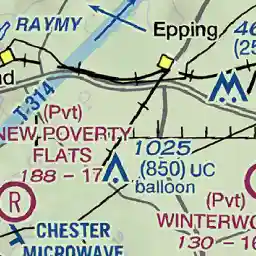 RAYMY
Epping
46
(25
nd
T-314
(Pvt)
NEW POVERTY
FLATS
188 - 17
1025
(850) UC
balloon
R
(Pvt)
WINTERWO
130 - 16
CHESTER
MICROWAVE